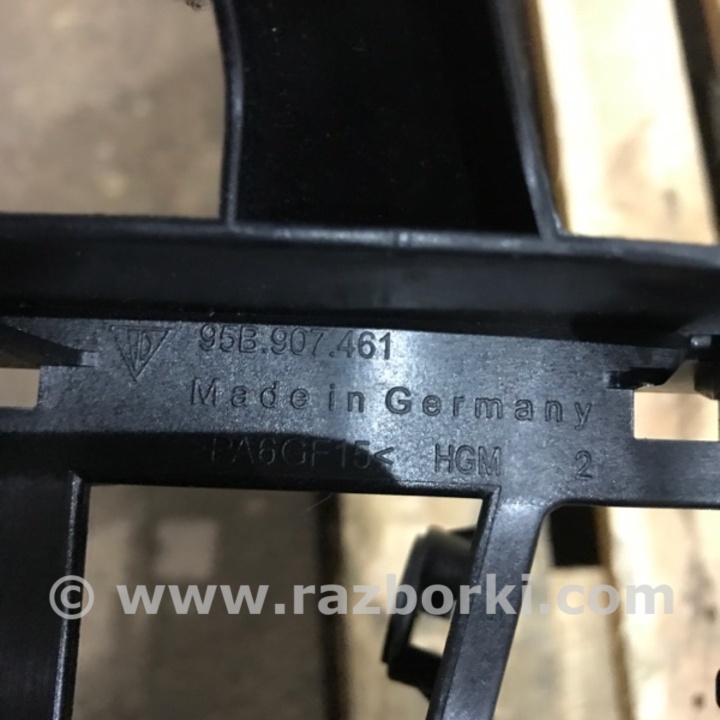 95B.907.461
Made in Germany
PA6GF15< HGM 2
© www.razborki.com